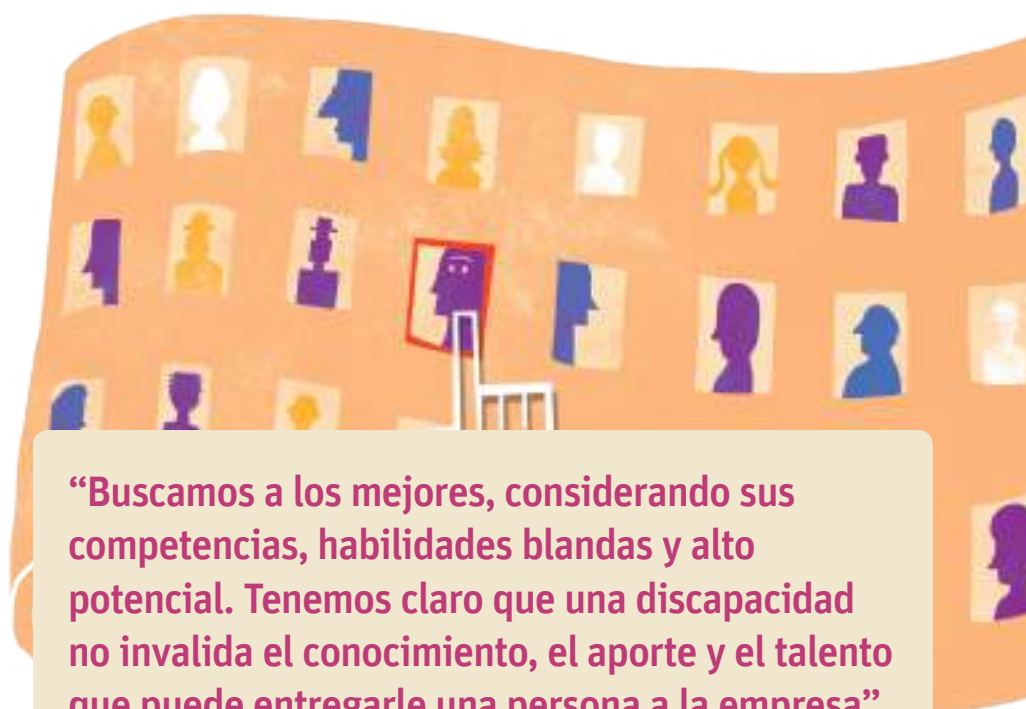 “Buscamos a los mejores, considerando sus
competencias, habilidades blandas y alto
potencial. Tenemos claro que una discapacidad
no invalida el conocimiento, el aporte y el talento
que puede entregarle una persona a la empresa”